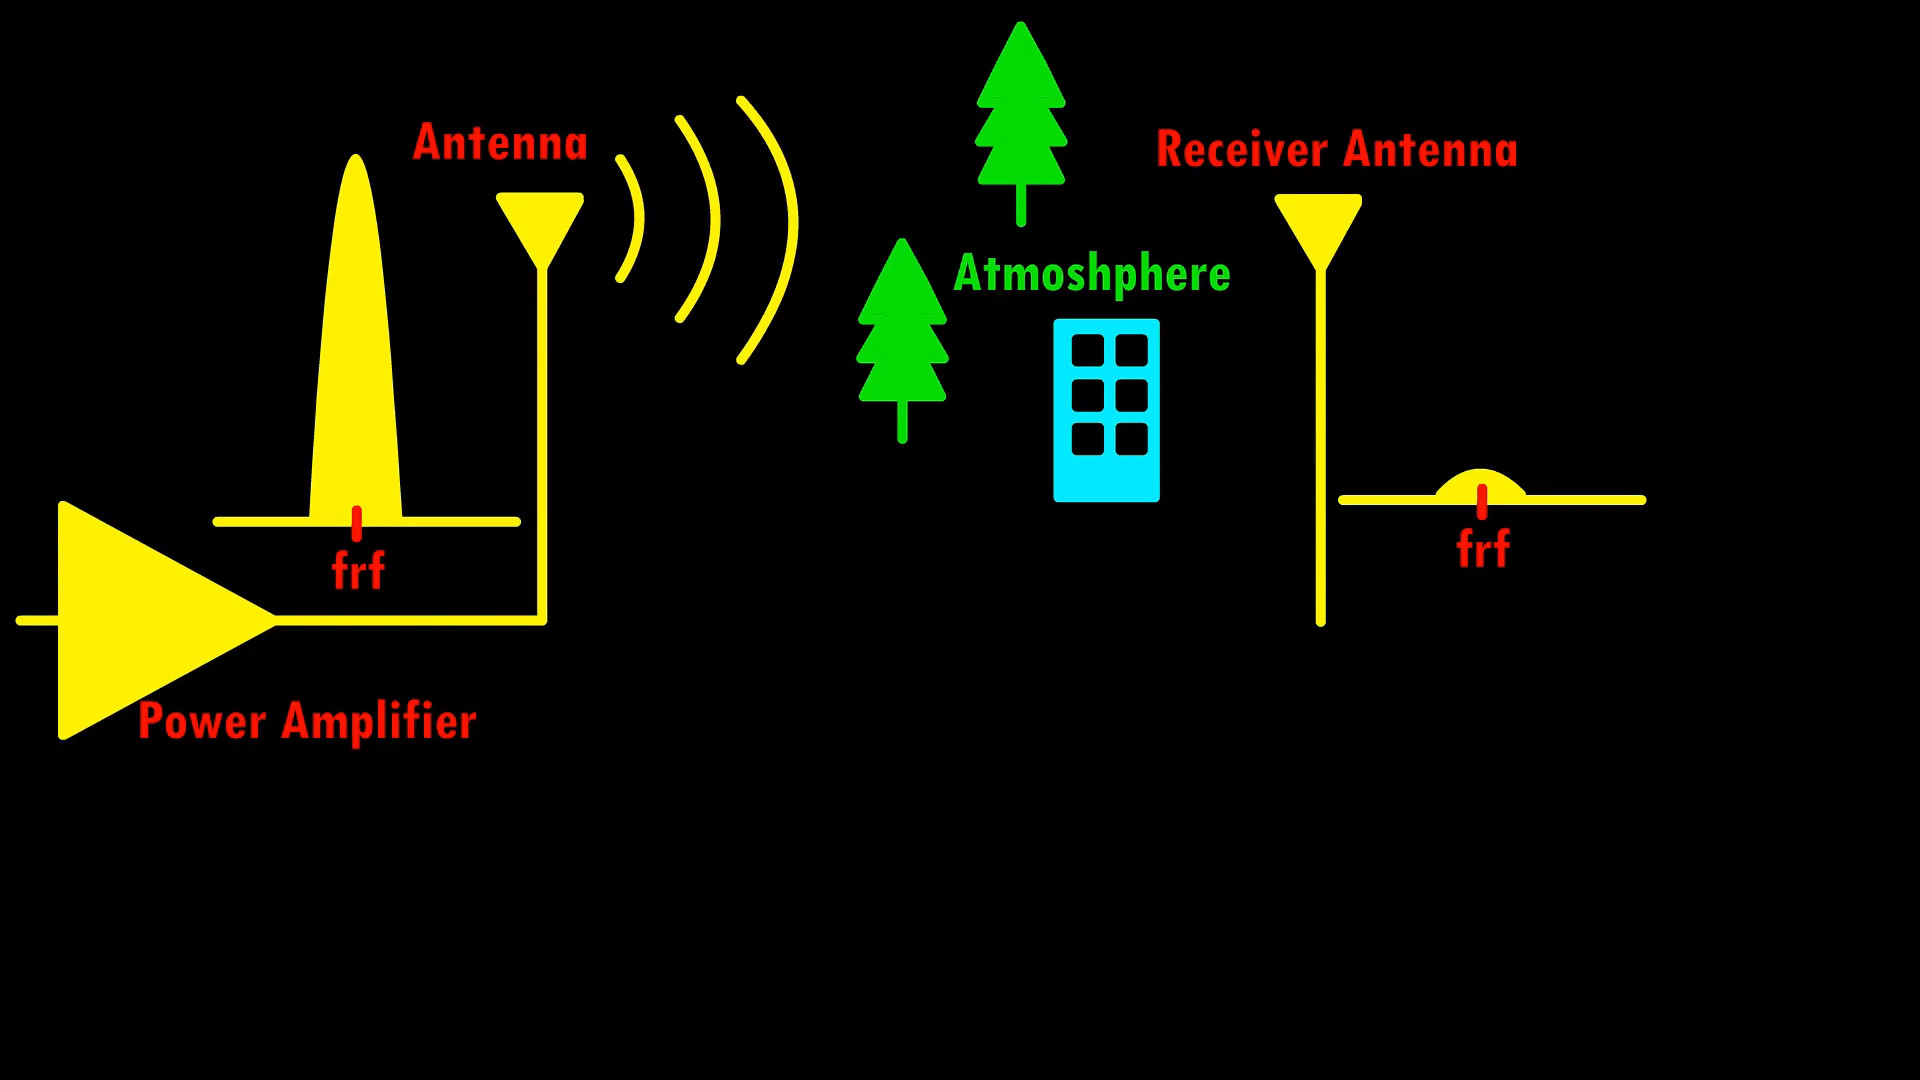 Antenna
Receiver Antenna
Atmoshphere
frf
frf
Power Amplifier